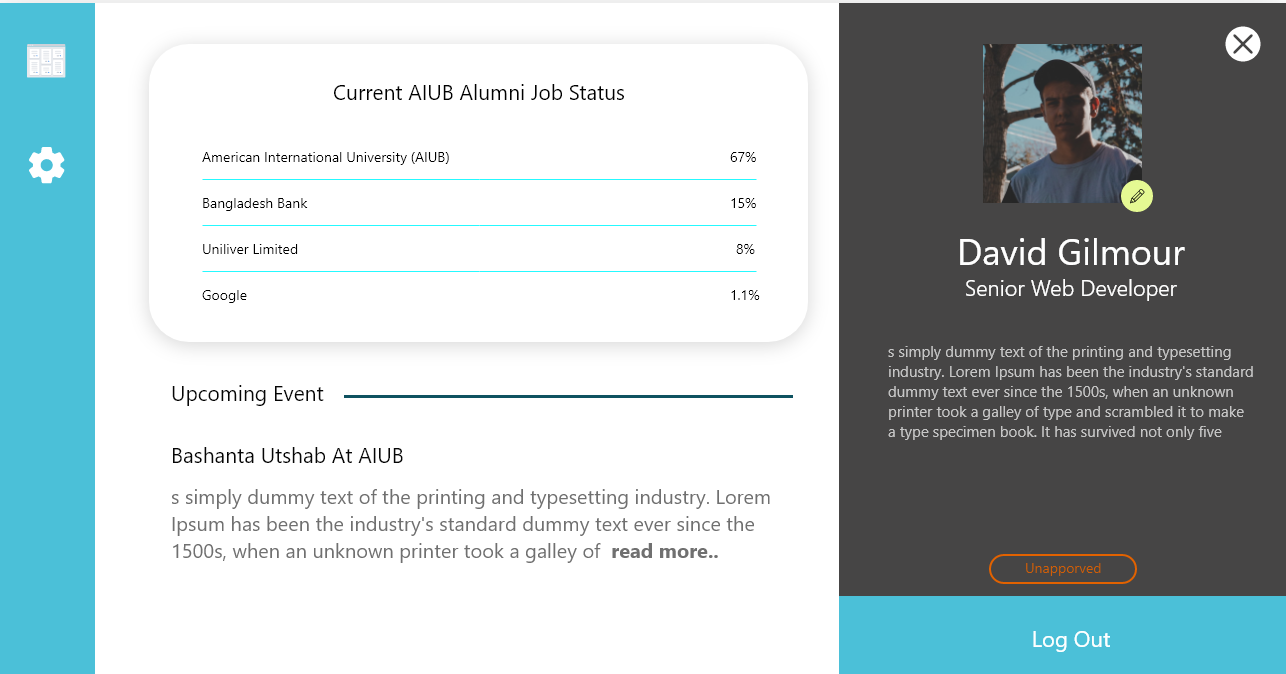 Current AIUB Alumni Job Status
American International University (AIUB) 67%
Bangladesh Bank 15%
Uniliver Limited 8%
Google 1.1%
Upcoming Event
Bashanta Utshab At AIUB
s simply dummy text of the printing and typesetting industry. Lorem
Ipsum has been the industry's standard dummy text ever since the
1500s, when an unknown printer took a galley of read more..
David Gilmour
Senior Web Developer
s simply dummy text of the printing and typesetting
industry. Lorem Ipsum has been the industry's standard
dummy text ever since the 1500s, when an unknown
printer took a galley of type and scrambled it to make
a type specimen book. It has survived not only five
Unapporved
Log Out